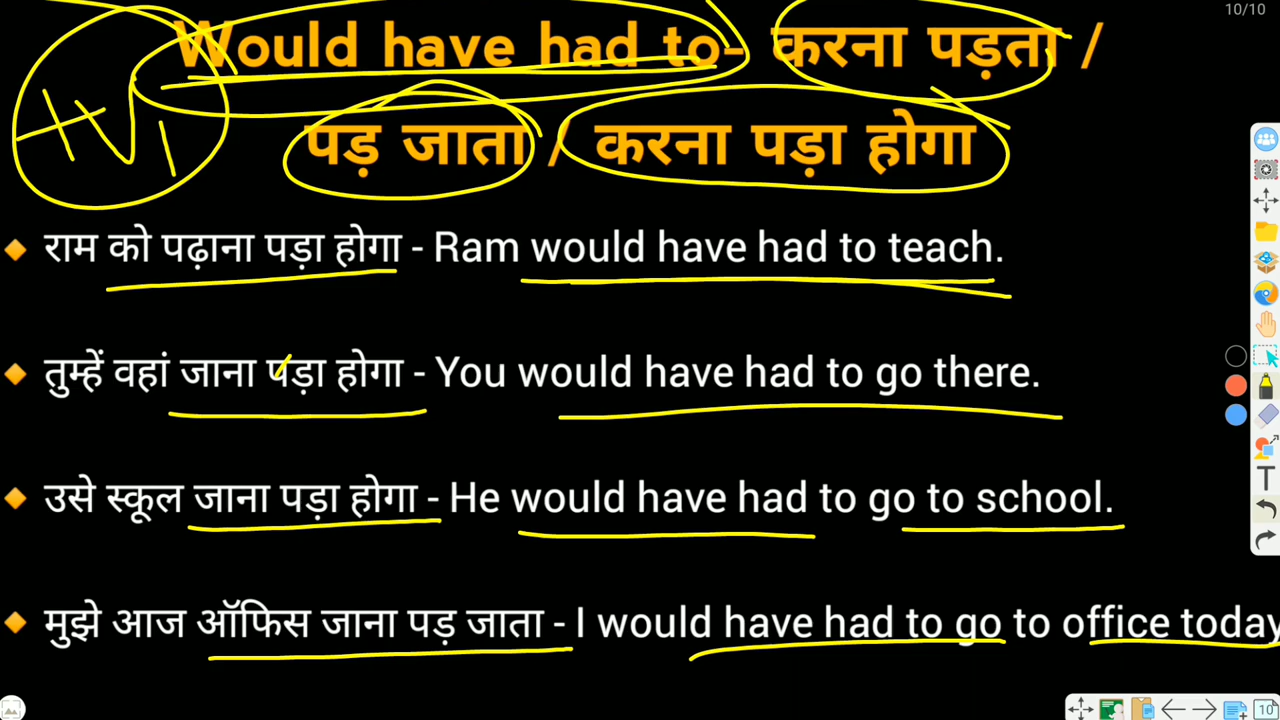 10/10
Would have had to- करना पड़ता /
पड़ जाता / करना पड़ा होगा
+V1
राम को पढ़ाना पड़ा होगा - Ram would have had to teach.
तुम्हें वहां जाना पड़ा होगा - You would have had to go there.
उसे स्कूल जाना पड़ा होगा - He would have had to go to school.
मुझे आज ऑफिस जाना पड़ जाता - I would have had to go to office today
10